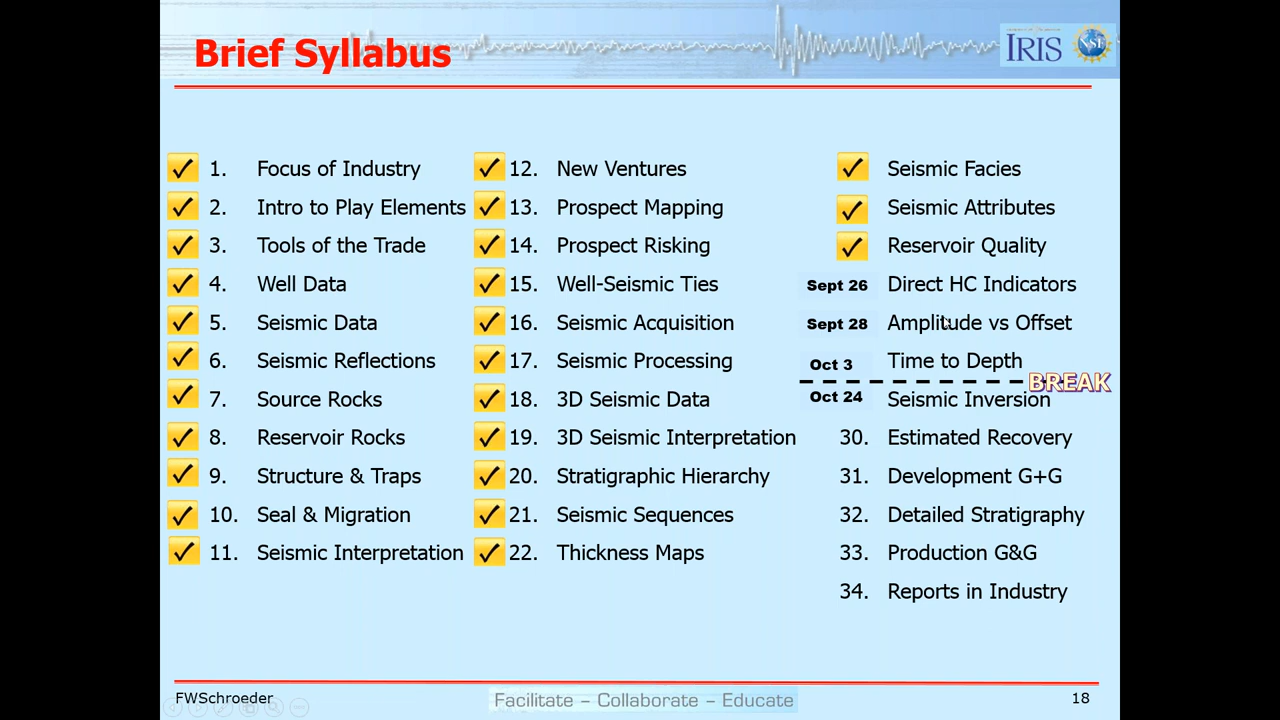 Brief Syllabus
IRIS
NSF
1. Focus of Industry
2. Intro to Play Elements
3. Tools of the Trade
4. Well Data
5. Seismic Data
6. Seismic Reflections
7. Source Rocks
8. Reservoir Rocks
9. Structure & Traps
10. Seal & Migration
11. Seismic Interpretation
12. New Ventures
13. Prospect Mapping
14. Prospect Risking
15. Well-Seismic Ties
16. Seismic Acquisition
17. Seismic Processing
18. 3D Seismic Data
19. 3D Seismic Interpretation
20. Stratigraphic Hierarchy
21. Seismic Sequences
22. Thickness Maps
Seismic Facies
Seismic Attributes
Reservoir Quality
Sept 26 Direct HC Indicators
Sept 28 Amplitude vs Offset
Oct 3 Time to Depth
BREAK
Oct 24 Seismic Inversion
30. Estimated Recovery
31. Development G+G
32. Detailed Stratigraphy
33. Production G&G
34. Reports in Industry
FWSchroeder
Facilitate – Collaborate – Educate
18